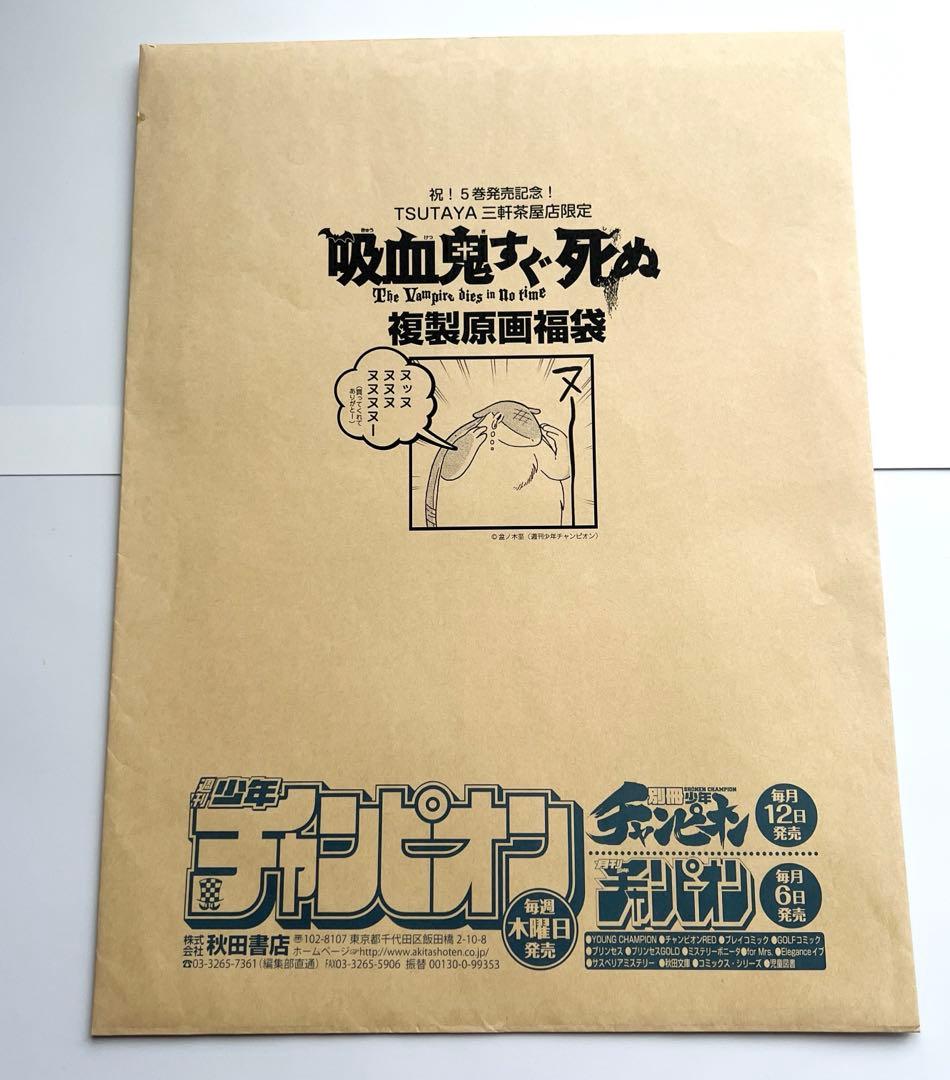 祝！5巻発売記念！
TSUTAYA 三軒茶屋店限定
吸血鬼すぐ死ぬ
The Vampire dies in no time
複製原画福袋
ヌッヌ
ヌヌヌ
ヌヌヌヌー
(買ってくれて
ありがとー)
ヌー
©盆ノ木至(週刊少年チャンピオン)
週刊少年チャンピオン
毎週
木曜日
発売
別冊少年チャンピオン
SHONEN CHAMPION
毎月
12日
発売
月刊チャンピオン
毎月
6日
発売
株式会社 秋田書店 〒102-8107 東京都千代田区飯田橋 2-10-8
ホームページ☞http://www.akitashoten.co.jp/
☎03-3265-7361(編集部直通) FAX03-3265-5906 振替 00130-0-99353
●YOUNG CHAMPION ●チャンピオンRED ●プレイコミック ●GOLFコミック
●プリンセス ●プリンセスGOLD ●ミステリーボニータ ●for Mrs. ●Eleganceイブ
●サスペリアミステリー ●秋田文庫 ●コミックス・シリーズ ●児童図書